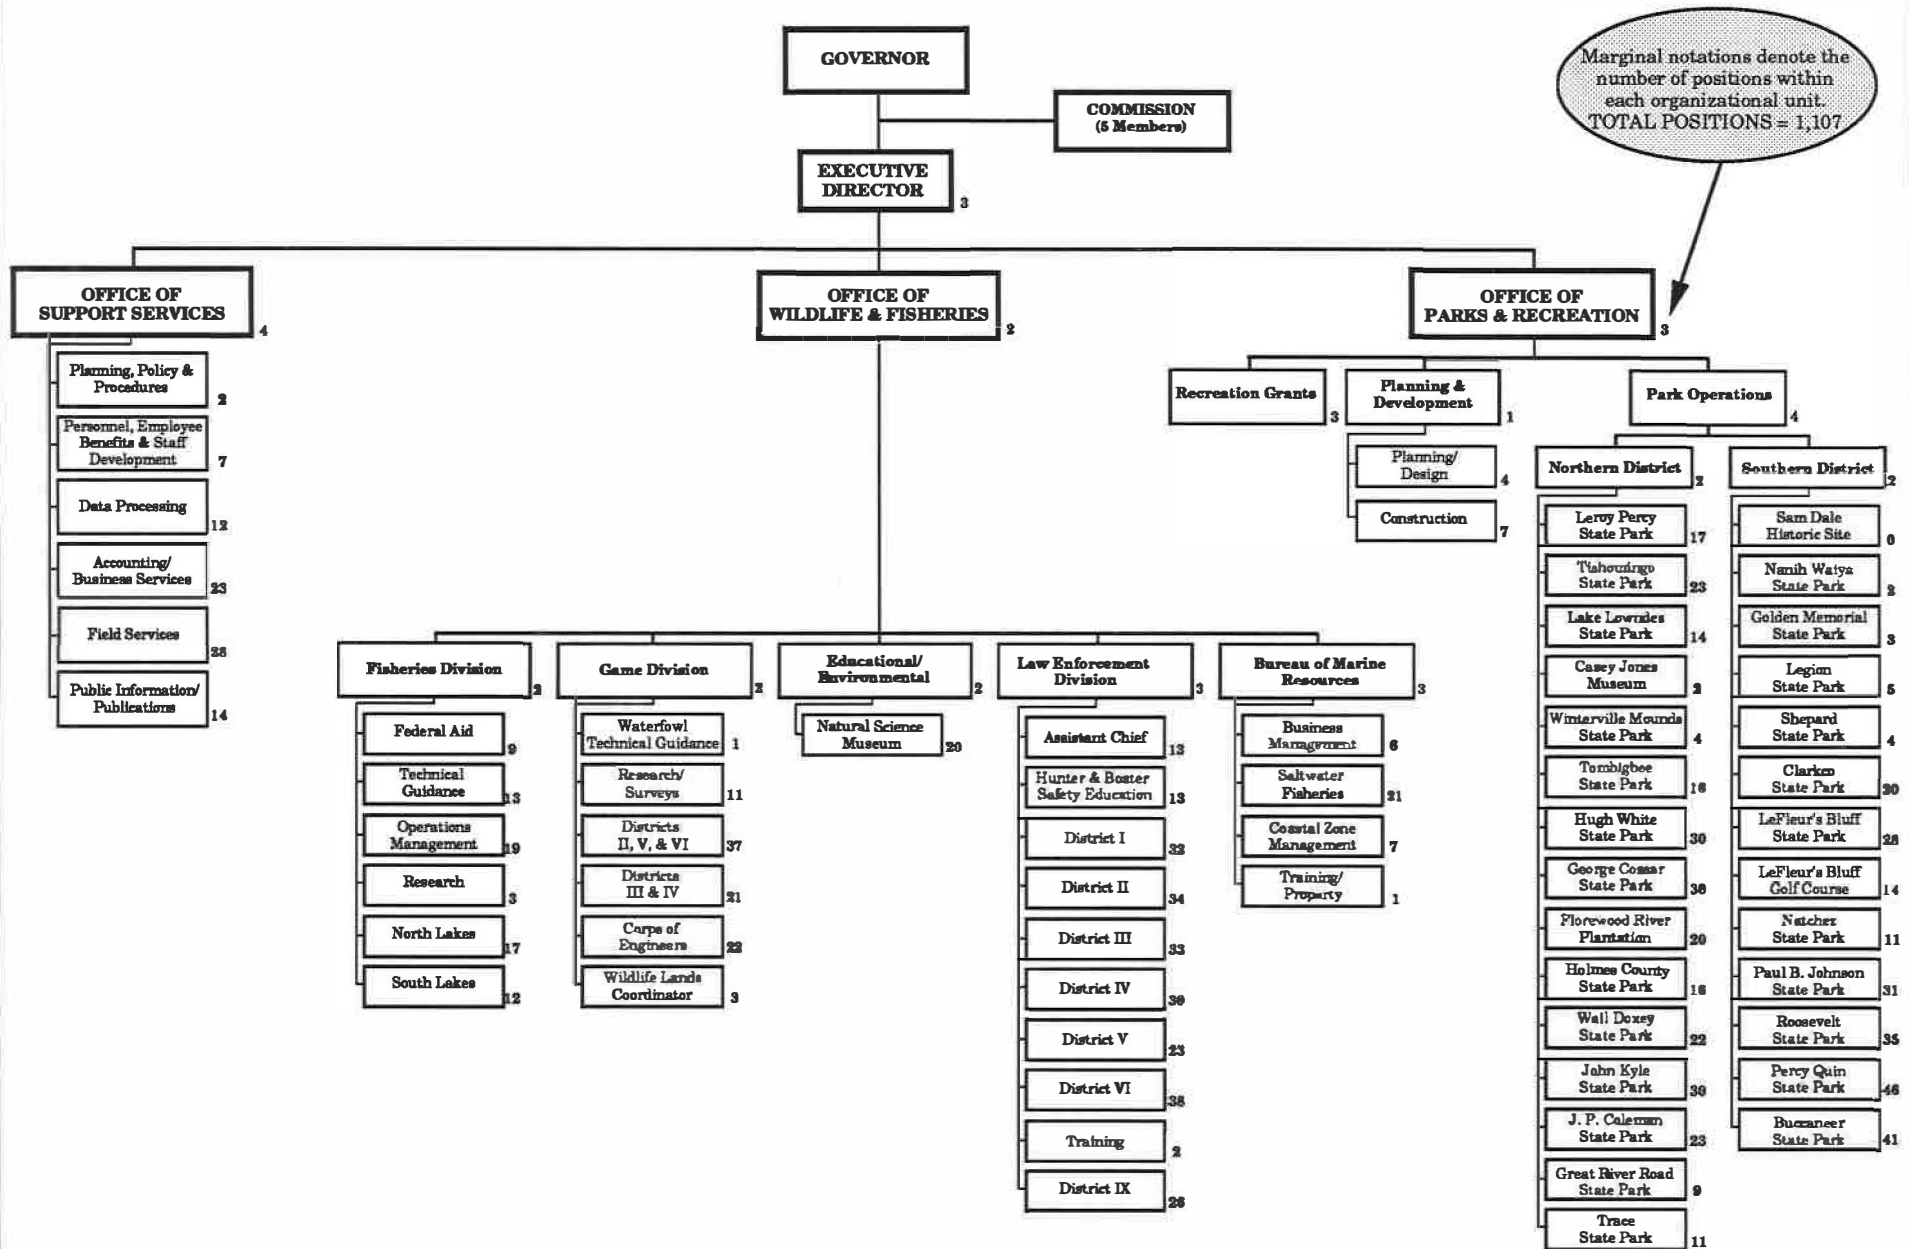 GOVERNOR
Marginal notations denote the
number of positions within
each organizational unit.
TOTAL POSITIONS = 1,107
COMMISSION
(5 Members)
EXECUTIVE
DIRECTOR
3
OFFICE OF
SUPPORT SERVICES
4
OFFICE OF
WILDLIFE & FISHERIES
2
OFFICE OF
PARKS & RECREATION
3
Planning, Policy &
Procedures
2
Personnel, Employee
Benefits & Staff
Development
7
Data Processing
12
Accounting/
Business Services
23
Field Services
Public Information/
Publications
14
Fisheries Division
2
Federal Aid
9
Technical
Guidance
13
Operations
Management
19
Research
3
North Lakes
17
South Lakes
12
Game Division
2
Waterfowl
Technical Guidance
1
Research/
Surveys
11
Districts
II, V, & VI
37
Districts
III & IV
21
Corps of
Engineers
22
Wildlife Lands
Coordinator
3
Educational/
Environmental
2
Natural Science
Museum
20
Law Enforcement
Division
3
Assistant Chief
13
Hunter & Boater
Safety Education
13
District I
32
District II
34
District III
33
District IV
District V
23
District VI
Training
2
District IX
Bureau of Marine
Resources
3
Business
Management
6
Saltwater
Fisheries
21
Coastal Zone
Management
7
Training/
Property
1
Recreation Grants
3
Planning &
Development
1
Planning/
Design
4
Construction
7
Park Operations
4
Northern District
2
Leroy Percy
State Park
17
Tishomingo
State Park
23
Lake Lowndes
State Park
14
Casey Jones
Museum
2
Winterville Mounds
State Park
4
Tombigbee
State Park
Hugh White
State Park
30
George Cossar
State Park
Florewood River
Plantation
20
Holmes County
State Park
Wall Doxey
State Park
22
John Kyle
State Park
J. P. Coleman
State Park
23
Great River Road
State Park
9
Trace
State Park
11
Southern District
2
Sam Dale
Historic Site
0
Nanih Waiya
State Park
2
Golden Memorial
State Park
3
Legion
State Park
5
Shepard
State Park
4
Clarkco
State Park
LeFleur's Bluff
State Park
LeFleur's Bluff
Golf Course
14
Natchez
State Park
11
Paul B. Johnson
State Park
31
Roosevelt
State Park
35
Percy Quin
State Park
46
Buccaneer
State Park
41